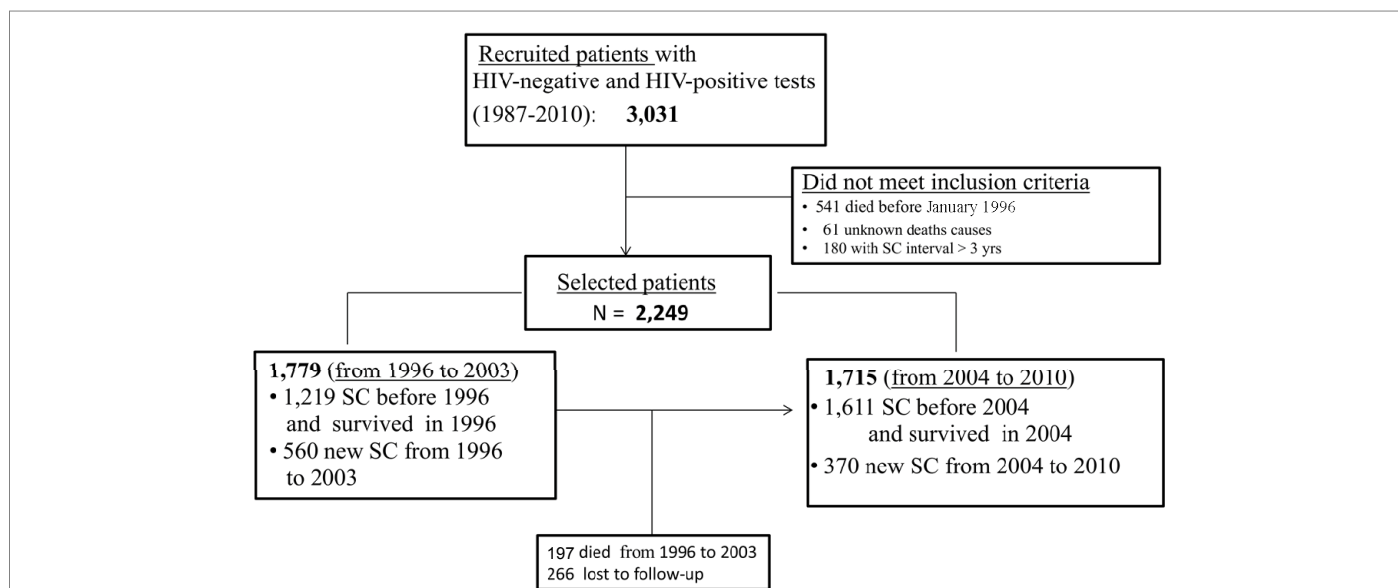 Recruited patients with
HIV-negative and HIV-positive tests
(1987-2010): 3,031
Did not meet inclusion criteria
• 541 died before January 1996
• 61 unknown deaths causes
• 180 with SC interval > 3 yrs
Selected patients
N = 2,249
1,779 (from 1996 to 2003)
• 1,219 SC before 1996
and survived in 1996
• 560 new SC from 1996
to 2003
1,715 (from 2004 to 2010)
• 1,611 SC before 2004
and survived in 2004
• 370 new SC from 2004 to 2010
197 died from 1996 to 2003
266 lost to follow-up